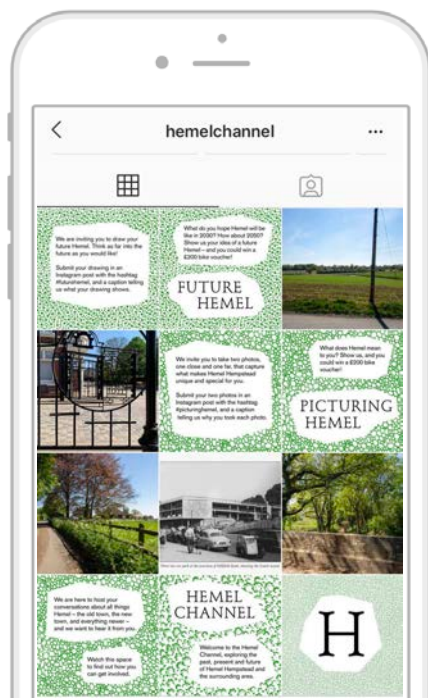 hemelchannel
We are inviting you to draw your
future Hemel. Think as far into the
future as you would like!
Submit your drawing in an
Instagram post with the hashtag
#futurehemel, and a caption telling
us what your drawing shows.
What do you hope Hemel will be
like in 2030? How about 2050?
Show us your idea of a future
Hemel – and you could win a
£200 bike voucher!
FUTURE
HEMEL
We invite you to take two photos,
one close and one far, that capture
what makes Hemel Hempstead
unique and special for you.
Submit your two photos in an
Instagram post with the hashtag
#picturinghemel, and a caption
telling us why you took each photo.
What does Hemel mean
to you? Show us, and you
could win a £200 bike
voucher!
PICTURING
HEMEL
We are here to host your
conversations about all things
Hemel – the old town, the new
town, and everything newer –
and we want to hear it from you.
Watch this space
to find out how you
can get involved.
HEMEL
CHANNEL
Welcome to the Hemel
Channel, exploring the
past, present and future
of Hemel Hempstead and
the surrounding area.
H